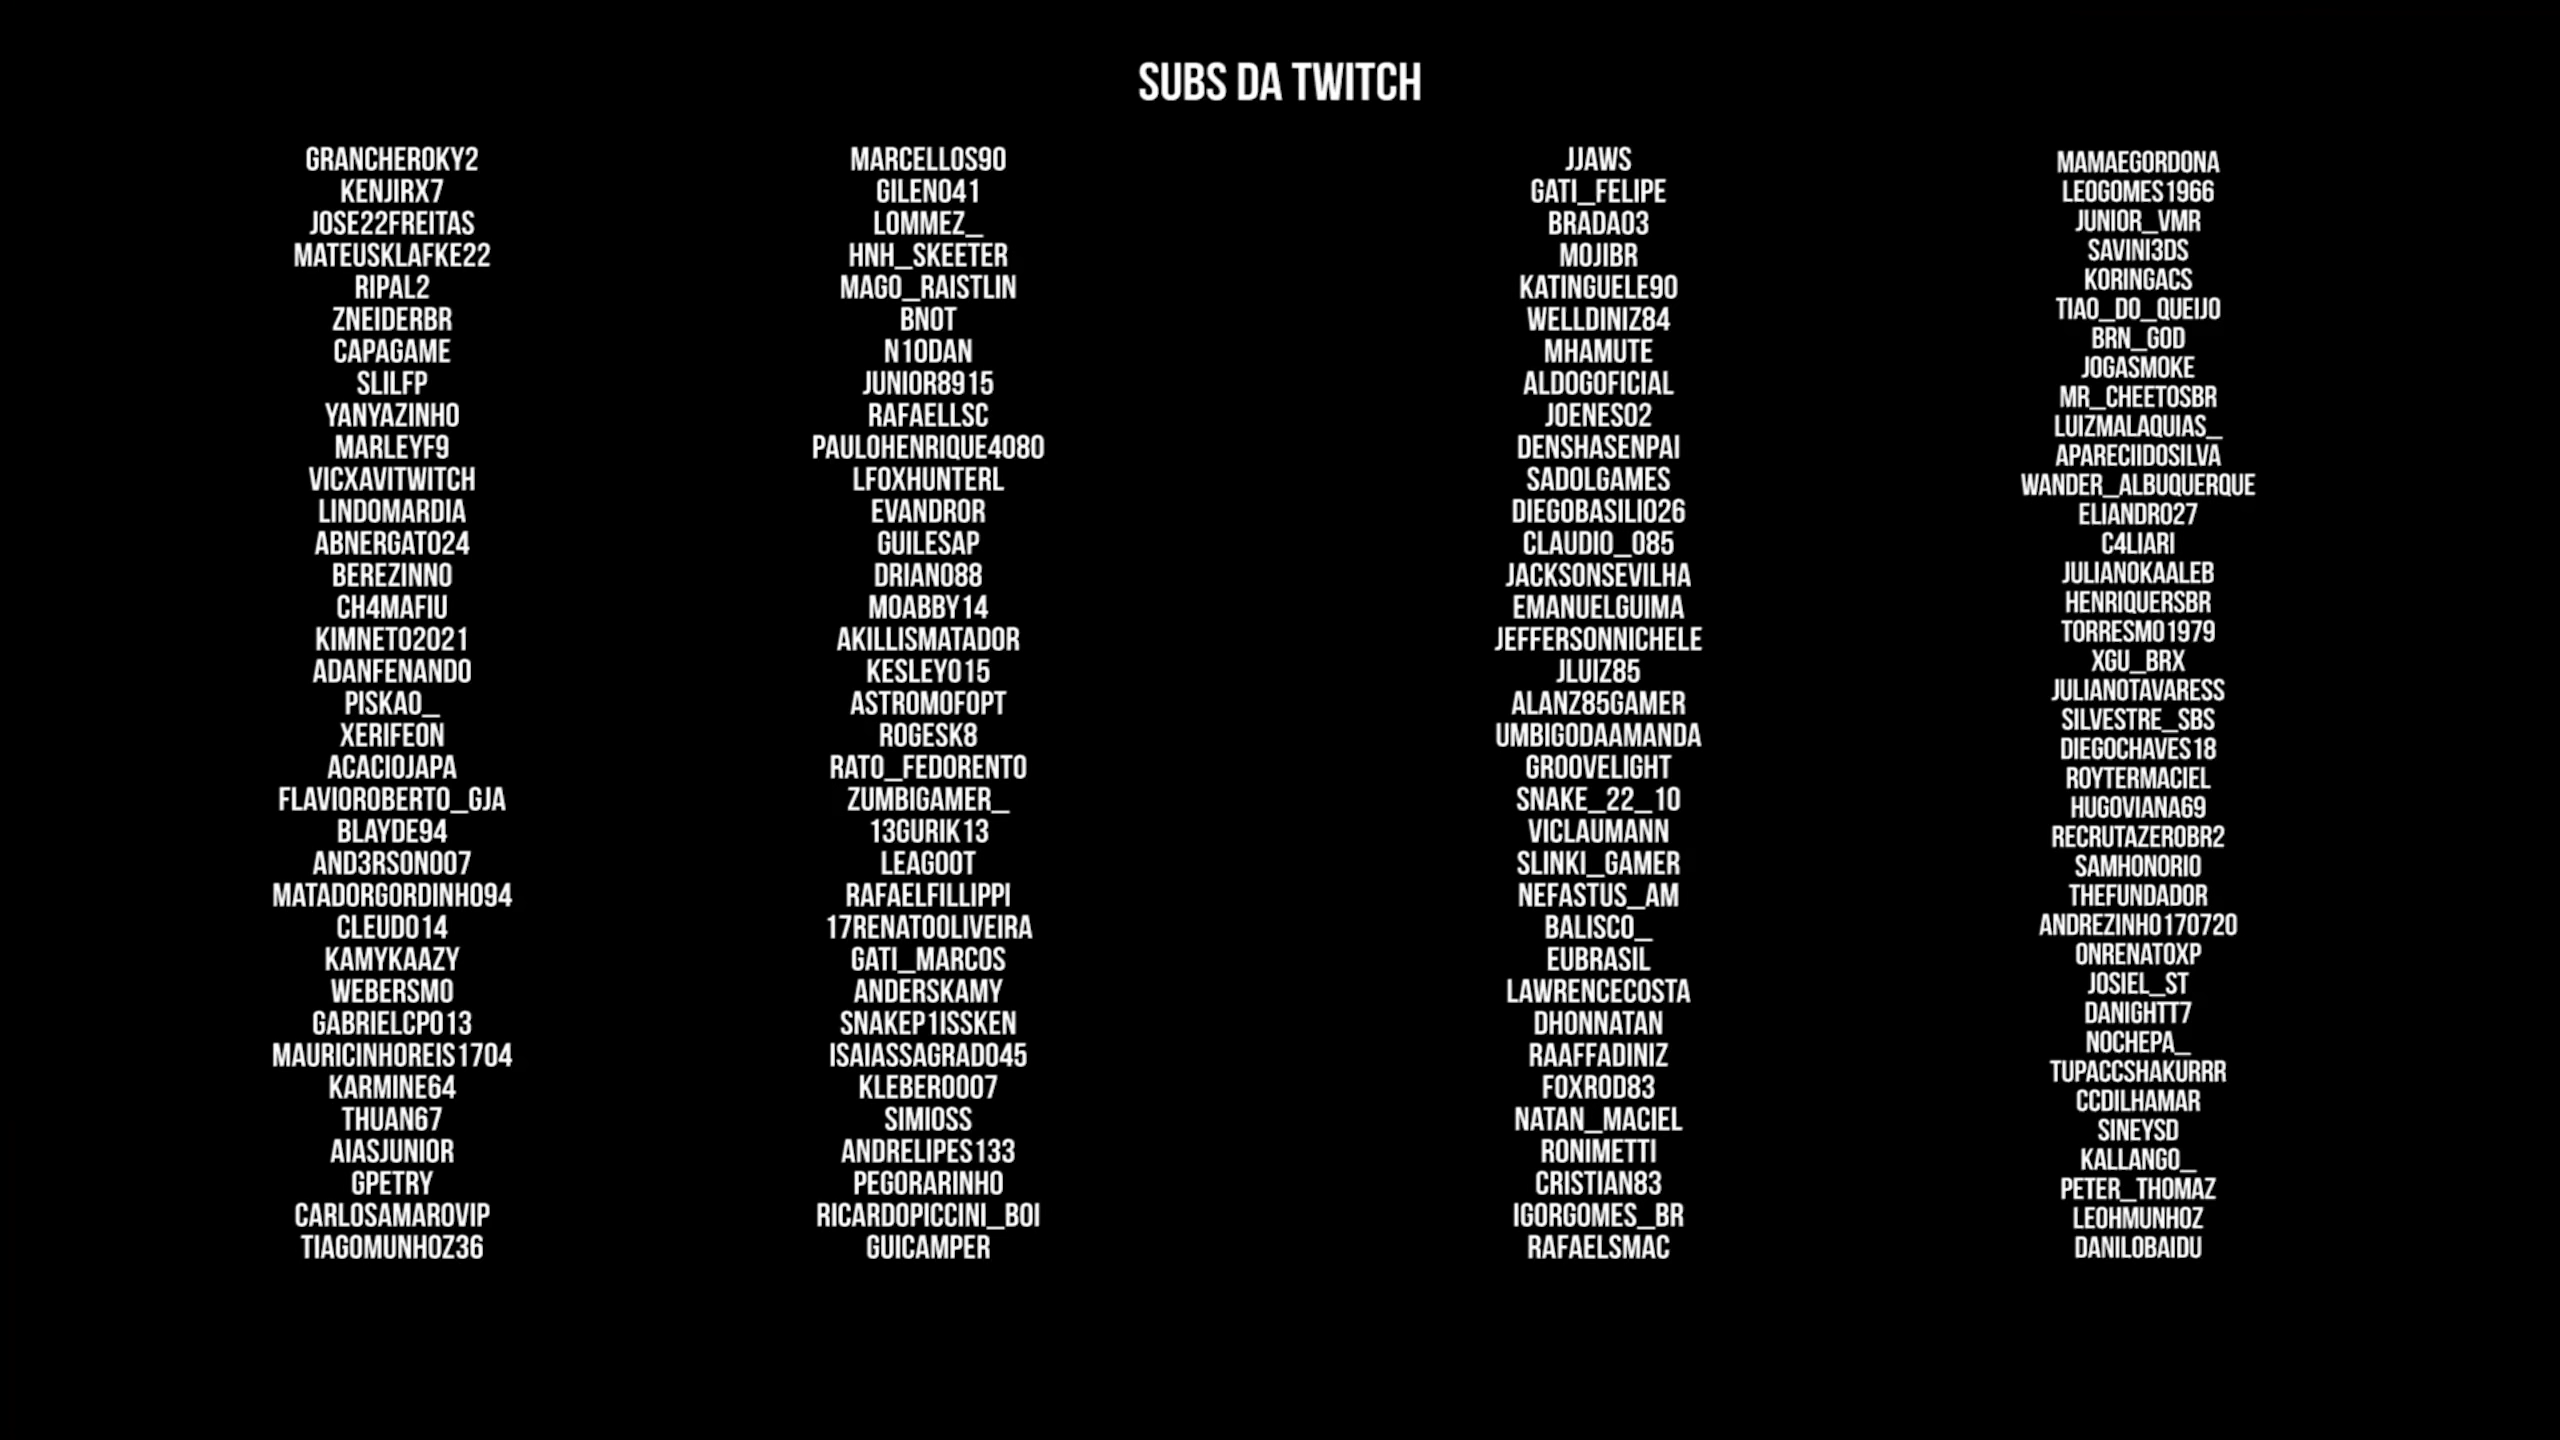 SUBS DA TWITCH
GRANCHEROKY2
KENJIRX7
JOSE22FREITAS
MATEUSKLAFKE22
RIPAL2
ZNEIDERBR
CAPAGAME
SLILFP
YANYAZINHO
MARLEYF9
VICXAVITWITCH
LINDOMARDIA
ABNERGATO24
BEREZINNO
CH4MAFIU
KIMNETO2021
ADANFENANDO
PISKAO_
XERIFEON
ACACIOJAPA
FLAVIOROBERTO_GJA
BLAYDE94
AND3RSON007
MATADORGORDINHO94
CLEUDO14
KAMYKAAZY
WEBERSMO
GABRIELCPO13
MAURICINHOREIS1704
KARMINE64
THUAN67
AIASJUNIOR
GPETRY
CARLOSAMAROVIP
TIAGOMUNHOZ36
MARCELLOS90
GILENO41
LOMMEZ_
HNH_SKEETER
MAGO_RAISTLIN
BNOT
N10DAN
JUNIOR8915
RAFAELLSC
PAULOHENRIQUE4080
LFOXHUNTERL
EVANDROR
GUILESAP
DRIANO88
MOABBY14
AKILLISMATADOR
KESLEY015
ASTROMOFOPT
ROGESK8
RATO_FEDORENTO
ZUMBIGAMER_
13GURIK13
LEAGOOT
RAFAELFILLIPPI
17RENATOOLIVEIRA
GATI_MARCOS
ANDERSKAMY
SNAKEP1ISSKEN
ISAIASSAGRADO45
KLEBER0007
SIMIOSS
ANDRELIPES133
PEGORARINHO
RICARDOPICCINI_BOI
GUICAMPER
JJAWS
GATI_FELIPE
BRADA03
MOJIBR
KATINGUELE90
WELLDINIZ84
MHAMUTE
ALDOGOFICIAL
JOENES02
DENSHASENPAI
SADOLGAMES
DIEGOBASILIO26
CLAUDIO_085
JACKSONSEVILHA
EMANUELGUIMA
JEFFERSONNICHELE
JLUIZ85
ALANZ85GAMER
UMBIGODAAMANDA
GROOVELIGHT
SNAKE_22_10
VICLAUMANN
SLINKI_GAMER
NEFASTUS_AM
BALISCO_
EUBRASIL
LAWRENCECOSTA
DHONNATAN
RAAFFADINIZ
FOXROD83
NATAN_MACIEL
RONIMETTI
CRISTIAN83
IGORGOMES_BR
RAFAELSMAC
MAMAEGORDONA
LEOGOMES1966
JUNIOR_VMR
SAVINI3DS
KORINGACS
TIAO_DO_QUEIJO
BRN_GOD
JOGASMOKE
MR_CHEETOSBR
LUIZMALAQUIAS_
APARECIIDOSILVA
WANDER_ALBUQUERQUE
ELIANDRO27
C4LIARI
JULIANOKAALEB
HENRIQUERSBR
TORRESMO1979
XGU_BRX
JULIANOTAVARESS
SILVESTRE_SBS
DIEGOCHAVES18
ROYTERMACIEL
HUGOVIANA69
RECRUTAZEROBR2
SAMHONORIO
THEFUNDADOR
ANDREZINHO170720
ONRENATOXP
JOSIEL_ST
DANIGHTT7
NOCHEPA_
TUPACCSHAKURRR
CCDILHAMAR
SINEYSD
KALLANGO_
PETER_THOMAZ
LEOHMUNHOZ
DANILOBAIDU